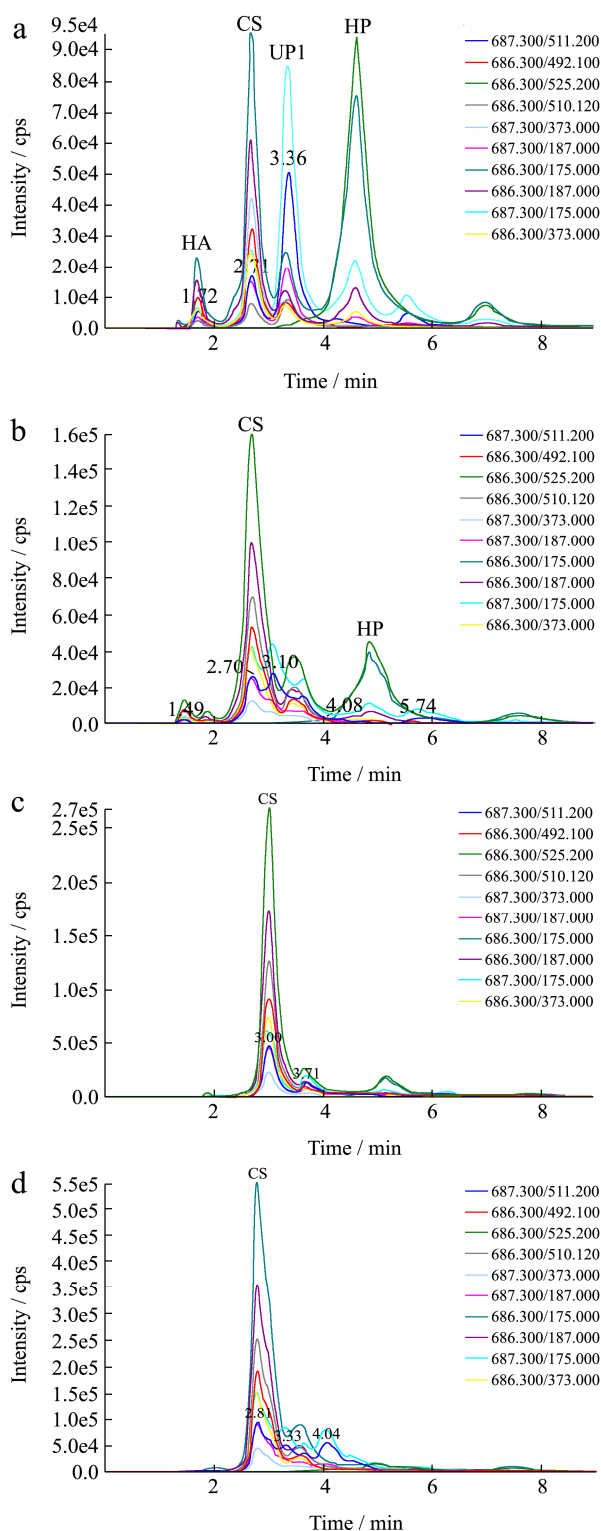 a
9.5e4
9.0e4
8.0e4
7.0e4
6.0e4
5.0e4
4.0e4
3.0e4
2.0e4
1.0e4
0.0
Intensity / cps
HA
CS
UP1
HP
1.72
2.71
3.36
2
4
6
8
Time / min
687.300/511.200
686.300/492.100
686.300/525.200
686.300/510.120
687.300/373.000
687.300/187.000
686.300/175.000
686.300/187.000
687.300/175.000
686.300/373.000
b
1.6e5
1.4e5
1.0e5
8.0e4
6.0e4
4.0e4
2.0e4
0.0
Intensity / cps
CS
HP
1.49
2.70
3.10
4.08
5.74
2
4
6
8
Time / min
687.300/511.200
686.300/492.100
686.300/525.200
686.300/510.120
687.300/373.000
687.300/187.000
686.300/175.000
686.300/187.000
687.300/175.000
686.300/373.000
c
2.7e5
2.5e5
2.0e5
1.5e5
1.0e5
5.0e4
0.0
Intensity / cps
CS
3.00
3.71
2
4
6
8
Time / min
687.300/511.200
686.300/492.100
686.300/525.200
686.300/510.120
687.300/373.000
687.300/187.000
686.300/175.000
686.300/187.000
687.300/175.000
686.300/373.000
d
5.5e5
5.0e5
4.5e5
4.0e5
3.5e5
3.0e5
2.5e5
2.0e5
1.5e5
1.0e5
5.0e4
0.0
Intensity / cps
CS
2.81
3.33
4.04
2
4
6
8
Time / min
687.300/511.200
686.300/492.100
686.300/525.200
686.300/510.120
687.300/373.000
687.300/187.000
686.300/175.000
686.300/187.000
687.300/175.000
686.300/373.000